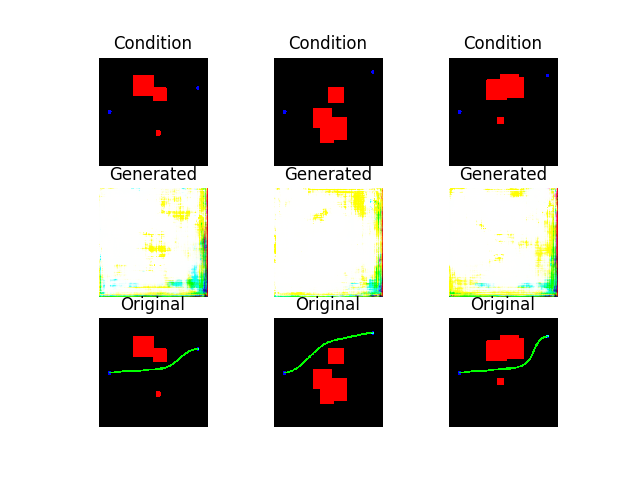 Condition Condition Condition
Generated Generated Generated
Original Original Original